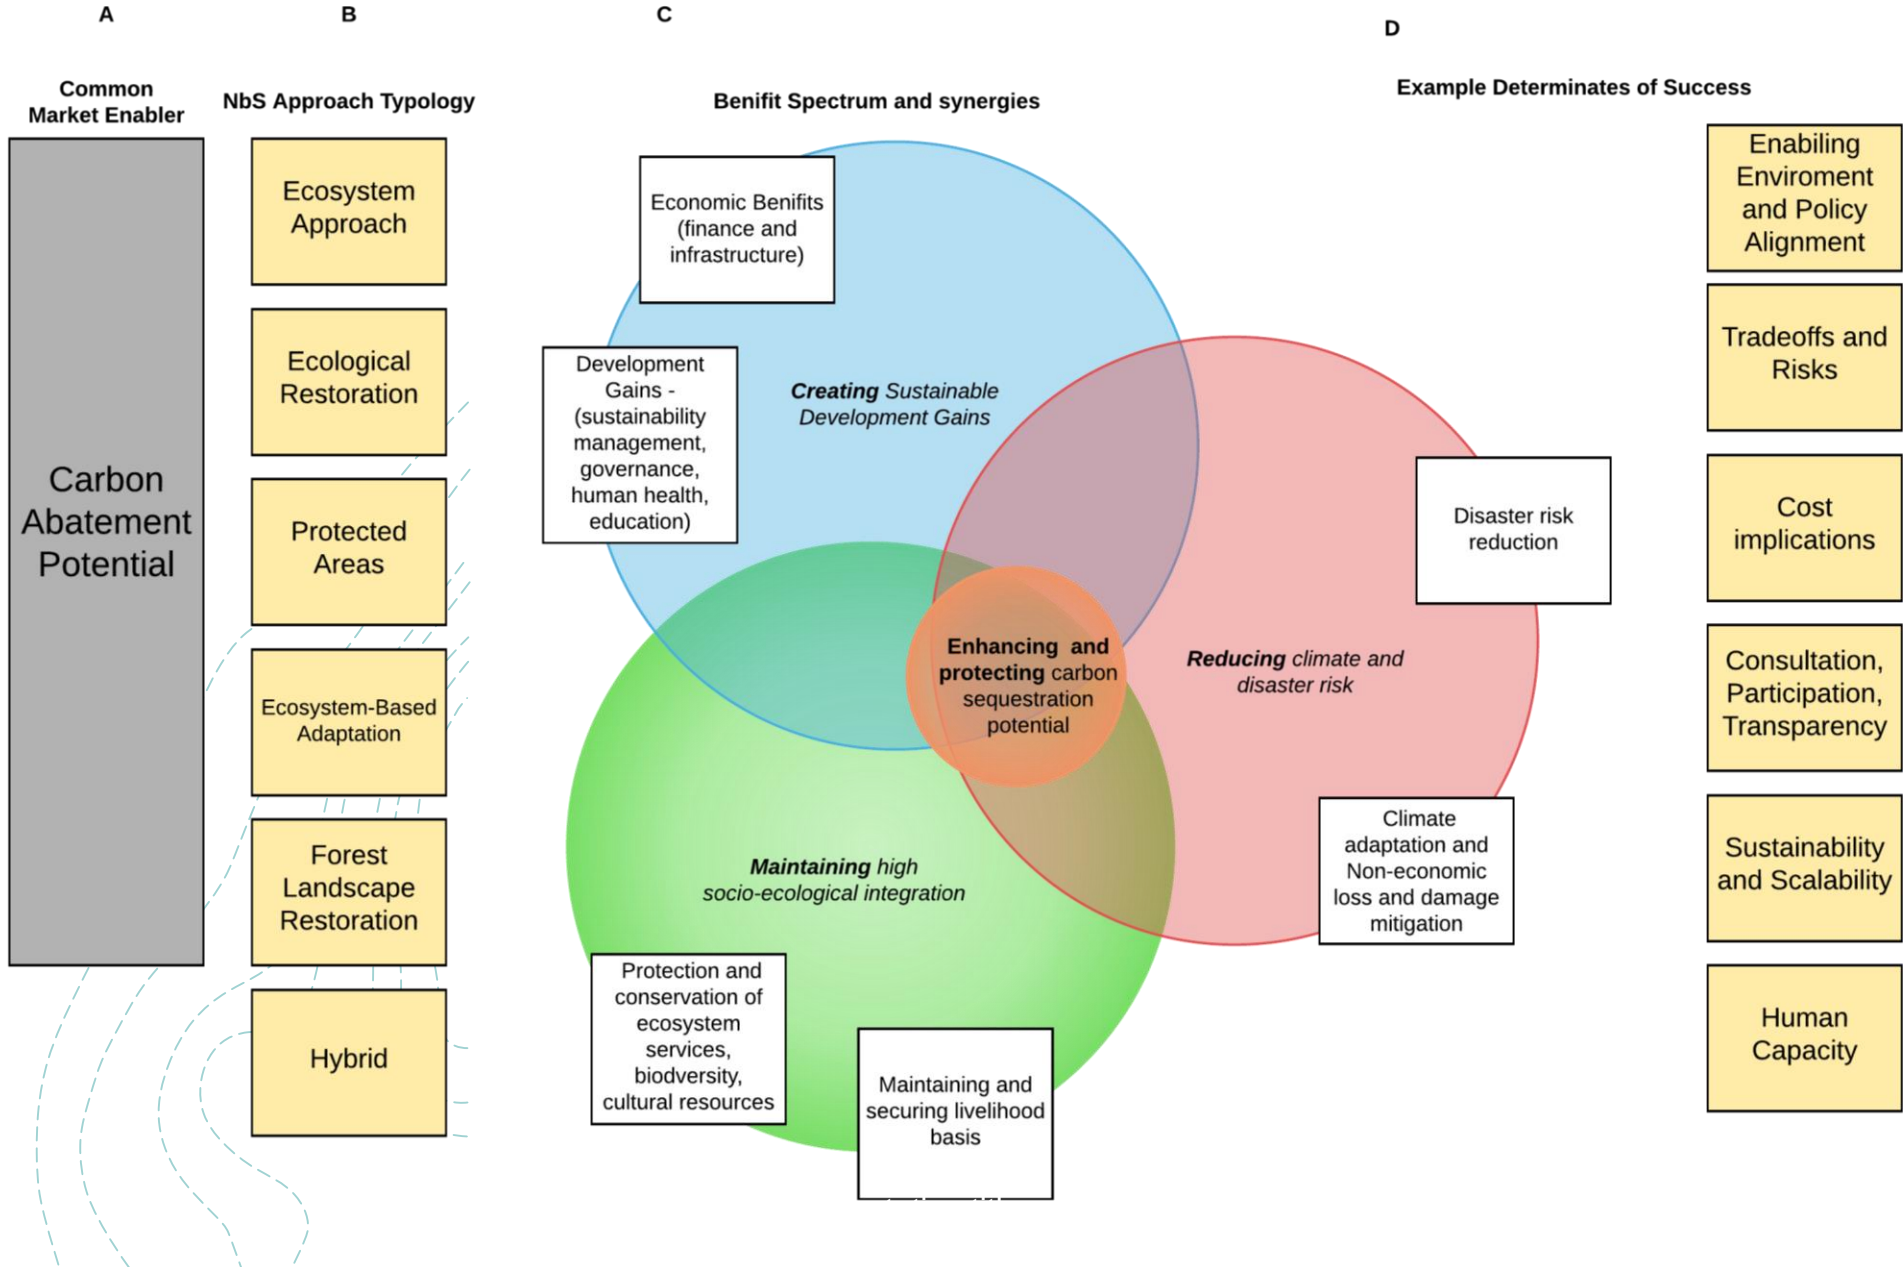 A
B
C
D
Common
Market Enabler
NbS Approach Typology
Benifit Spectrum and synergies
Example Determinates of Success
Carbon
Abatement
Potential
Ecosystem
Approach
Ecological
Restoration
Protected
Areas
Ecosystem-Based
Adaptation
Forest
Landscape
Restoration
Hybrid
Economic Benifits
(finance and
infrastructure)
Development
Gains -
(sustainability
management,
governance,
human health,
education)
Creating Sustainable
Development Gains
Disaster risk
reduction
Enhancing and
protecting carbon
sequestration
potential
Reducing climate and
disaster risk
Climate
adaptation and
Non-economic
loss and damage
mitigation
Maintaining high
socio-ecological integration
Protection and
conservation of
ecosystem
services,
biodversity,
cultural resources
Maintaining and
securing livelihood
basis
Enabiling
Enviroment
and Policy
Alignment
Tradeoffs and
Risks
Cost
implications
Consultation,
Participation,
Transparency
Sustainability
and Scalability
Human
Capacity